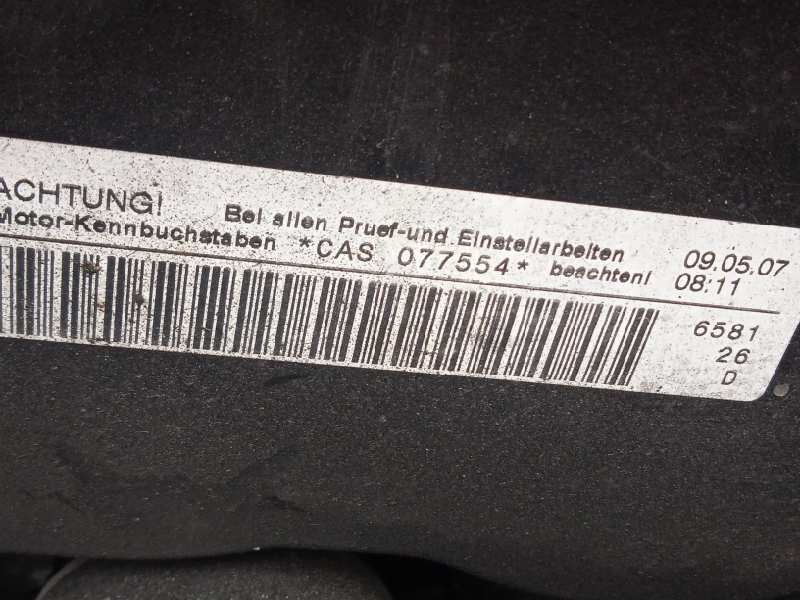 ACHTUNG! Bei allen Pruef-und Einstellarbeiten 09.05.07
Motor-Kennbuchstaben *CAS 077554* beachten! 08:11
6581
26
D